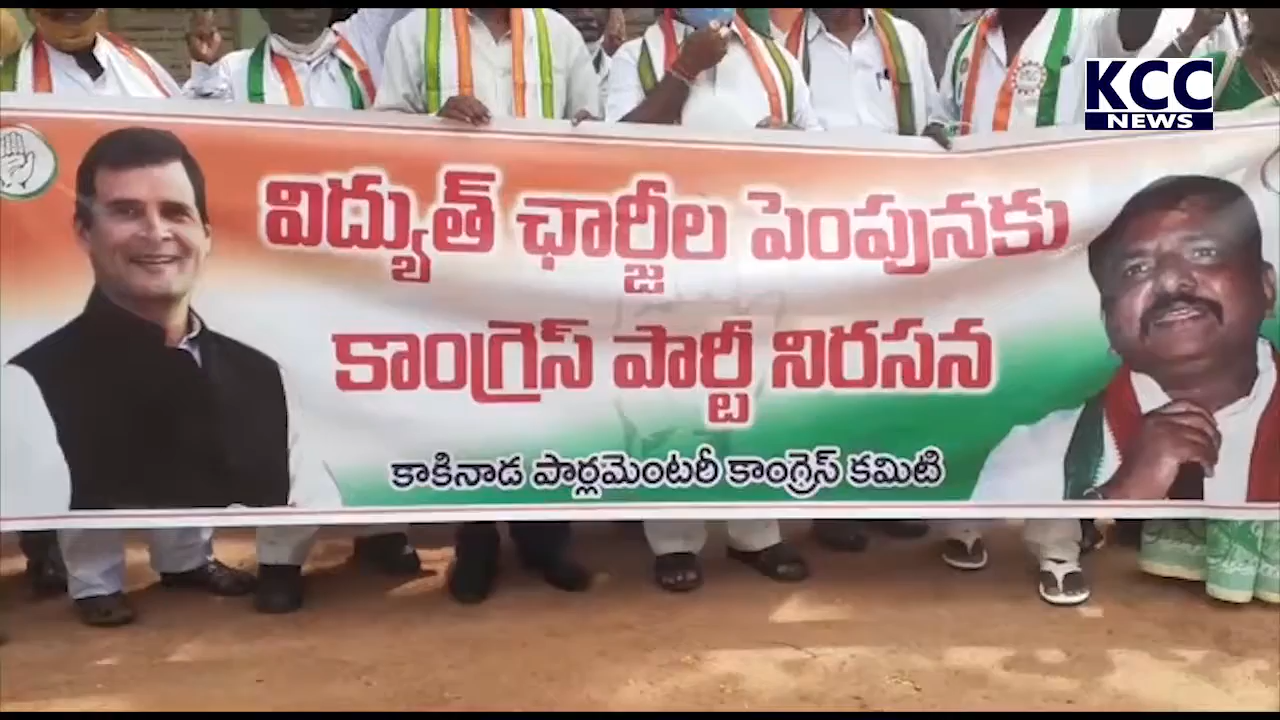 KCC
NEWS
విద్యుత్ ఛార్జీల పెంపునకు
కాంగ్రెస్ పార్టీ నిరసన
కాకినాడ పార్లమెంటరీ కాంగ్రెస్ కమిటి